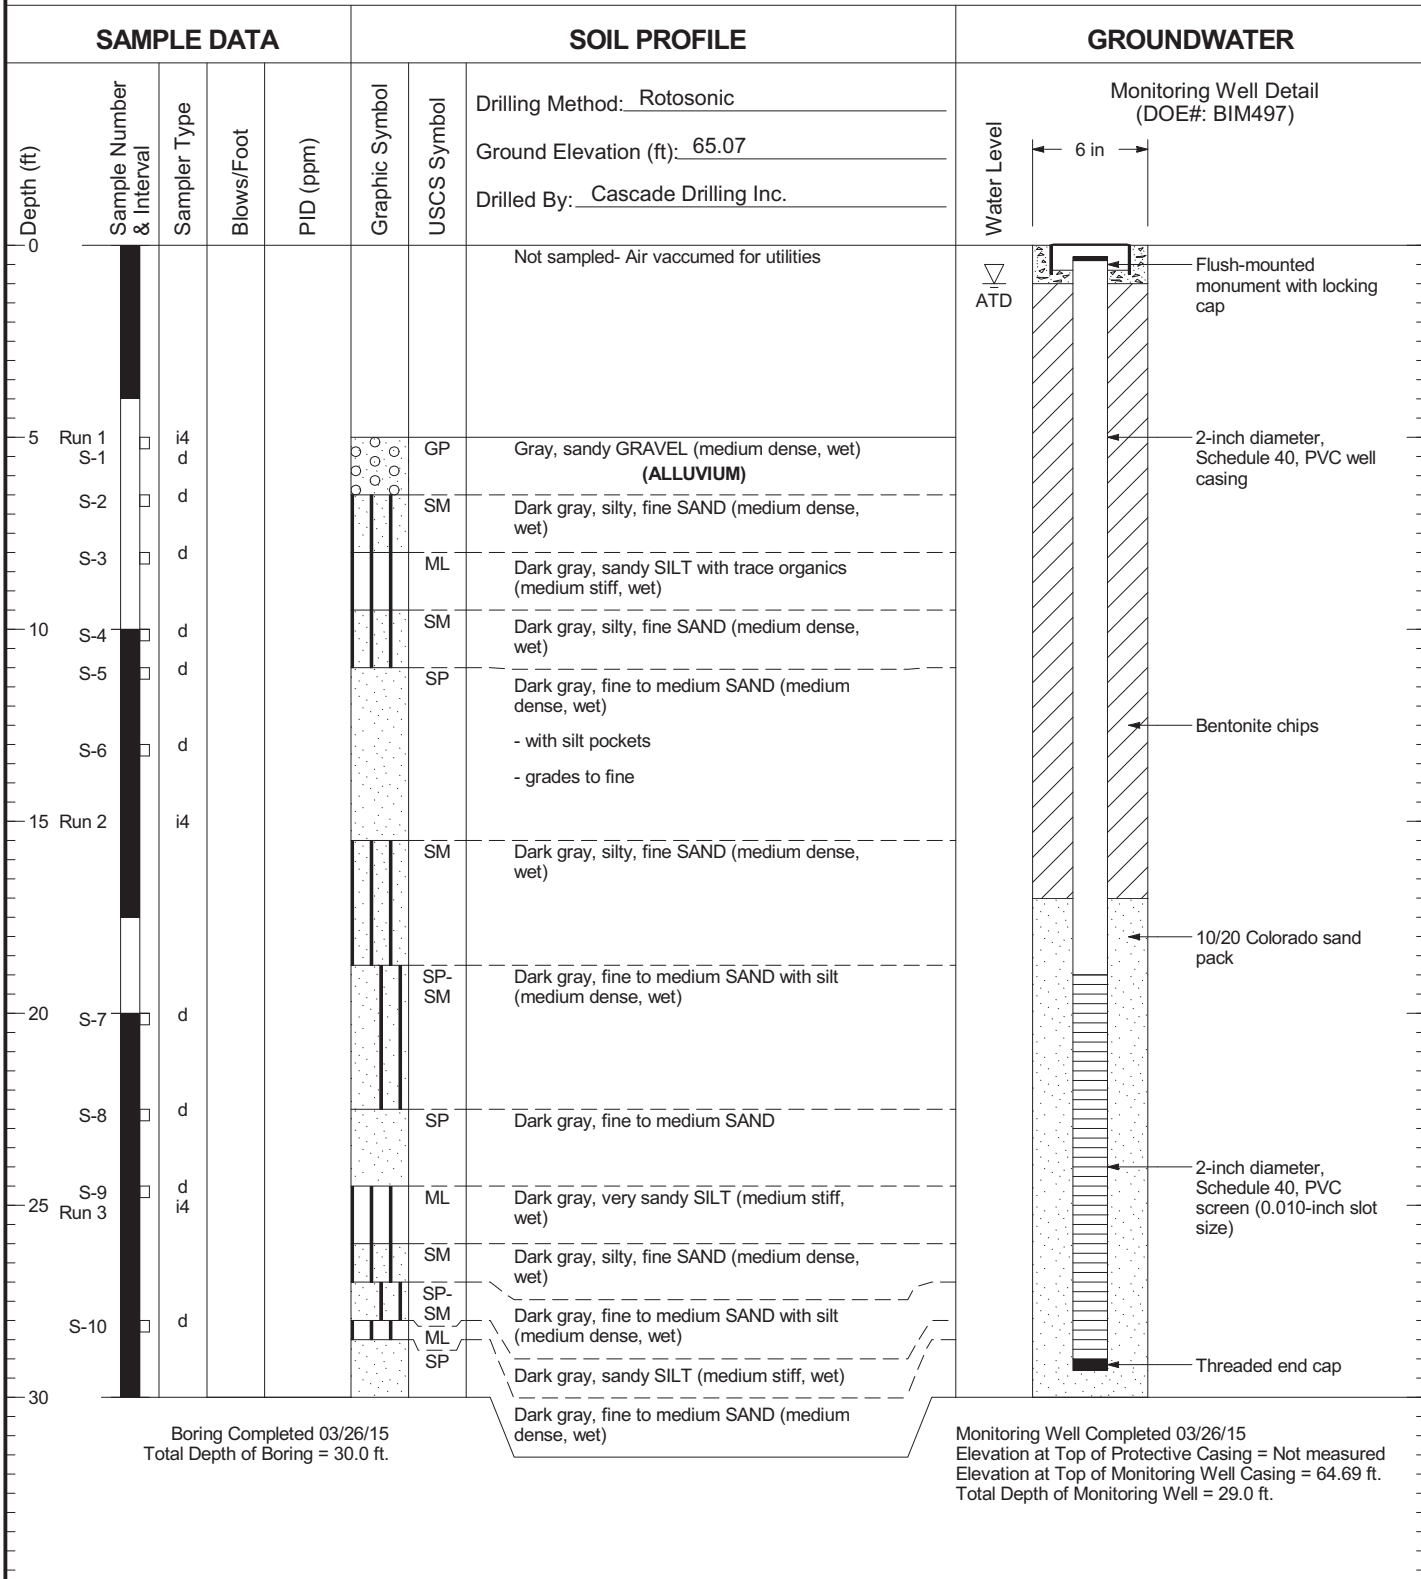 SAMPLE DATA
SOIL PROFILE
GROUNDWATER
Depth (ft)
Sample Number
& Interval
Sampler Type
Blows/Foot
PID (ppm)
Graphic Symbol
USCS Symbol
Drilling Method: Rotosonic
Ground Elevation (ft): 65.07
Drilled By: Cascade Drilling Inc.
Water Level
Monitoring Well Detail
(DOE#: BIM497)
6 in
0
Not sampled- Air vaccumed for utilities
ATD
Flush-mounted
monument with locking
cap
5
Run 1
i4
S-1
d
GP
Gray, sandy GRAVEL (medium dense, wet)
(ALLUVIUM)
2-inch diameter,
Schedule 40, PVC well
casing
S-2
d
SM
Dark gray, silty, fine SAND (medium dense,
wet)
S-3
d
ML
Dark gray, sandy SILT with trace organics
(medium stiff, wet)
10
S-4
d
SM
Dark gray, silty, fine SAND (medium dense,
wet)
S-5
d
SP
Dark gray, fine to medium SAND (medium
dense, wet)
S-6
d
- with silt pockets
- grades to fine
Bentonite chips
15
Run 2
i4
SM
Dark gray, silty, fine SAND (medium dense,
wet)
10/20 Colorado sand
pack
SP-
SM
Dark gray, fine to medium SAND with silt
(medium dense, wet)
20
S-7
d
S-8
d
SP
Dark gray, fine to medium SAND
2-inch diameter,
Schedule 40, PVC
screen (0.010-inch slot
size)
S-9
d
25
Run 3
i4
ML
Dark gray, very sandy SILT (medium stiff,
wet)
SM
Dark gray, silty, fine SAND (medium dense,
wet)
SP-
SM
Dark gray, fine to medium SAND with silt
(medium dense, wet)
S-10
d
ML
Dark gray, sandy SILT (medium stiff, wet)
SP
Dark gray, fine to medium SAND (medium
dense, wet)
Threaded end cap
30
Boring Completed 03/26/15
Total Depth of Boring = 30.0 ft.
Monitoring Well Completed 03/26/15
Elevation at Top of Protective Casing = Not measured
Elevation at Top of Monitoring Well Casing = 64.69 ft.
Total Depth of Monitoring Well = 29.0 ft.